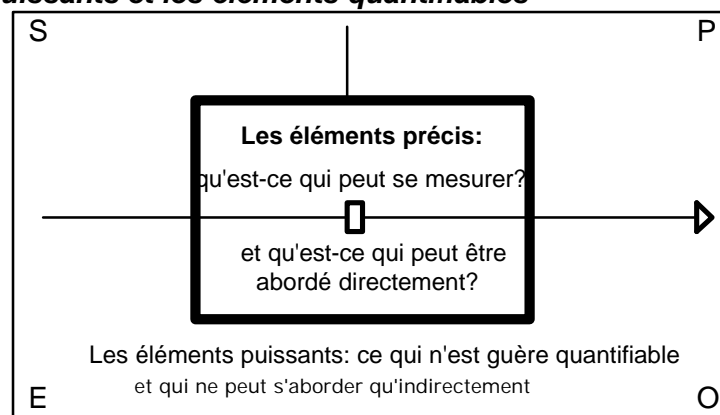 et les éléments quantifiables
S P
Les éléments précis:
qu'est-ce qui peut se mesurer?
et qu'est-ce qui peut être
abordé directement?
Les éléments puissants: ce qui n'est guère quantifiable
et qui ne peut s'aborder qu'indirectement
E O